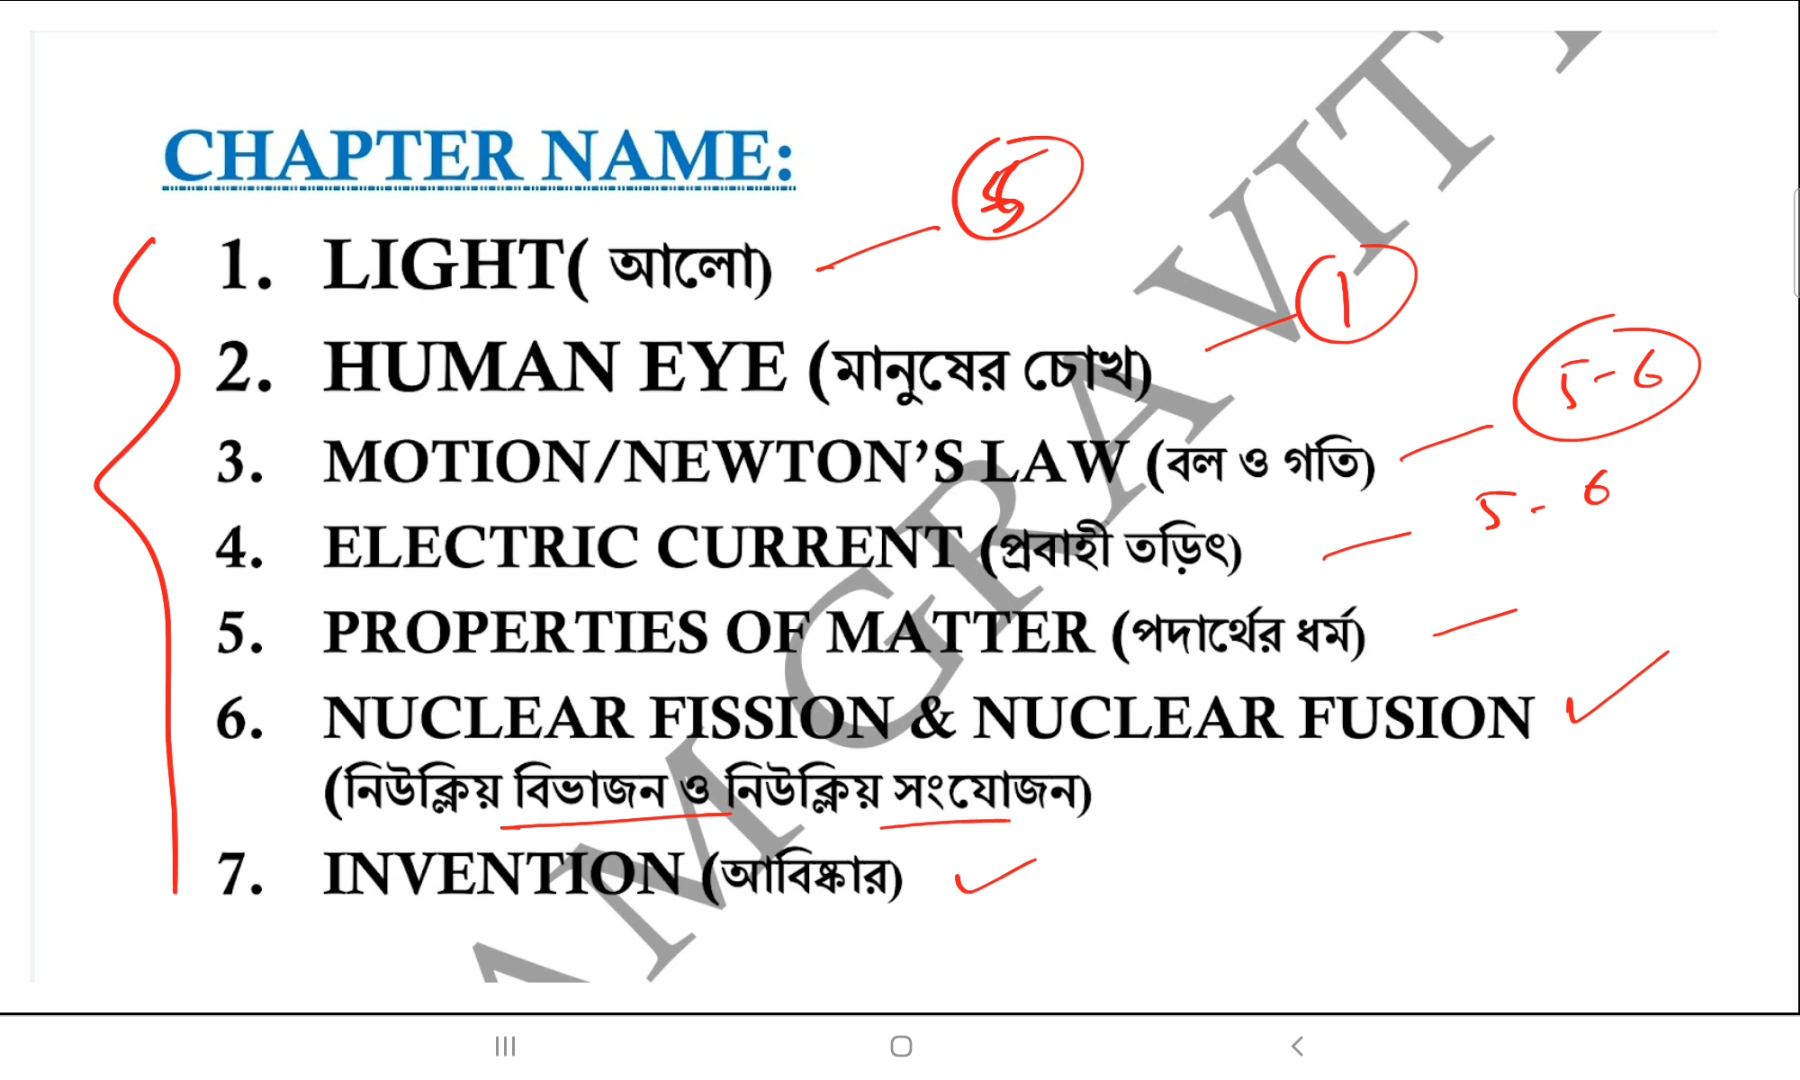 CHAPTER NAME:
5
1. LIGHT( আলো)
1
2. HUMAN EYE (মানুষের চোখ)
5-6
3. MOTION/NEWTON’S LAW (বল ও গতি)
5-6
4. ELECTRIC CURRENT (প্রবাহী তড়িৎ)
5. PROPERTIES OF MATTER (পদার্থের ধর্ম)
6. NUCLEAR FISSION & NUCLEAR FUSION
(নিউক্লিয় বিভাজন ও নিউক্লিয় সংযোজন)
7. INVENTION (আবিষ্কার)